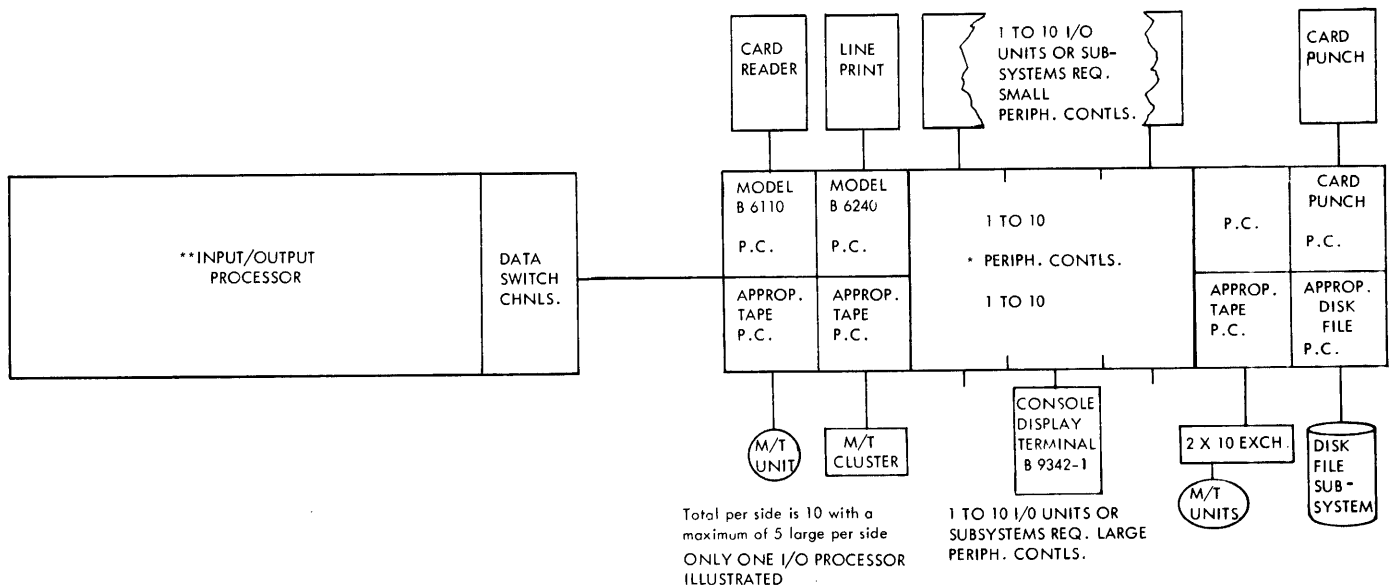 CARD
READER
LINE
PRINT
1 TO 10 I/O
UNITS OR SUB-
SYSTEMS REQ.
SMALL
PERIPH. CONTLS.
CARD
PUNCH
**INPUT/OUTPUT
PROCESSOR
DATA
SWITCH
CHNLS.
MODEL
B 6110
P.C.
MODEL
B 6240
P.C.
1 TO 10
* PERIPH. CONTLS.
1 TO 10
P.C.
CARD
PUNCH
P.C.
APPROP.
TAPE
P.C.
APPROP.
TAPE
P.C.
APPROP.
TAPE
P.C.
APPROP.
DISK
FILE
P.C.
M/T
UNIT
M/T
CLUSTER
CONSOLE
DISPLAY
TERMINAL
B 9342-1
2 X 10 EXCH.
M/T
UNITS
DISK
FILE
SUB-
SYSTEM
Total per side is 10 with a
maximum of 5 large per side
ONLY ONE I/O PROCESSOR
ILLUSTRATED
1 TO 10 I/O UNITS OR
SUBSYSTEMS REQ. LARGE
PERIPH. CONTLS.